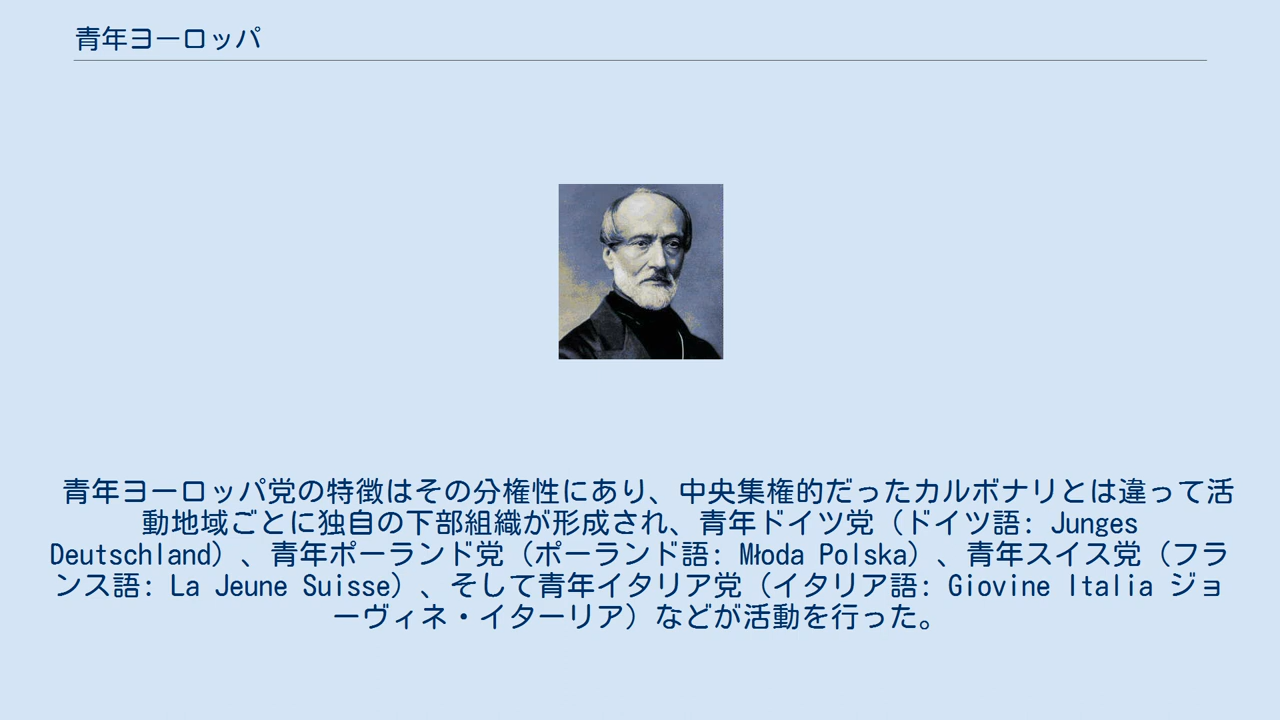 青年ヨーロッパ
青年ヨーロッパ党の特徴はその分権性にあり、中央集権的だったカルボナリとは違って活
動地域ごとに独自の下部組織が形成され、青年ドイツ党（ドイツ語: Junges
Deutschland）、青年ポーランド党（ポーランド語: Młoda Polska）、青年スイス党（フラ
ンス語: La Jeune Suisse）、そして青年イタリア党（イタリア語: Giovine Italia ジョ
ーヴィネ・イターリア）などが活動を行った。